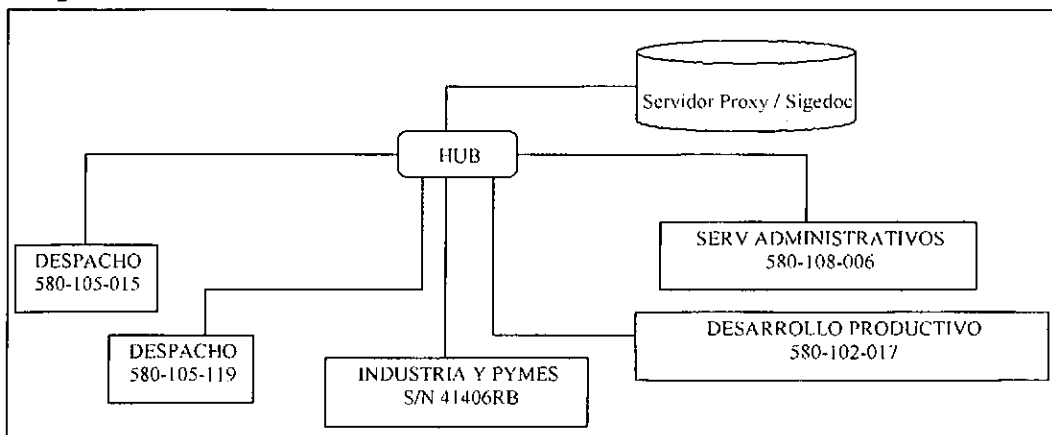 Servidor Proxy / Sigedoc
HUB
DESPACHO
580-105-015
SERV ADMINISTRATIVOS
580-108-006
DESPACHO
580-105-119
INDUSTRIA Y PYMES
S/N 41406RB
DESARROLLO PRODUCTIVO
580-102-017